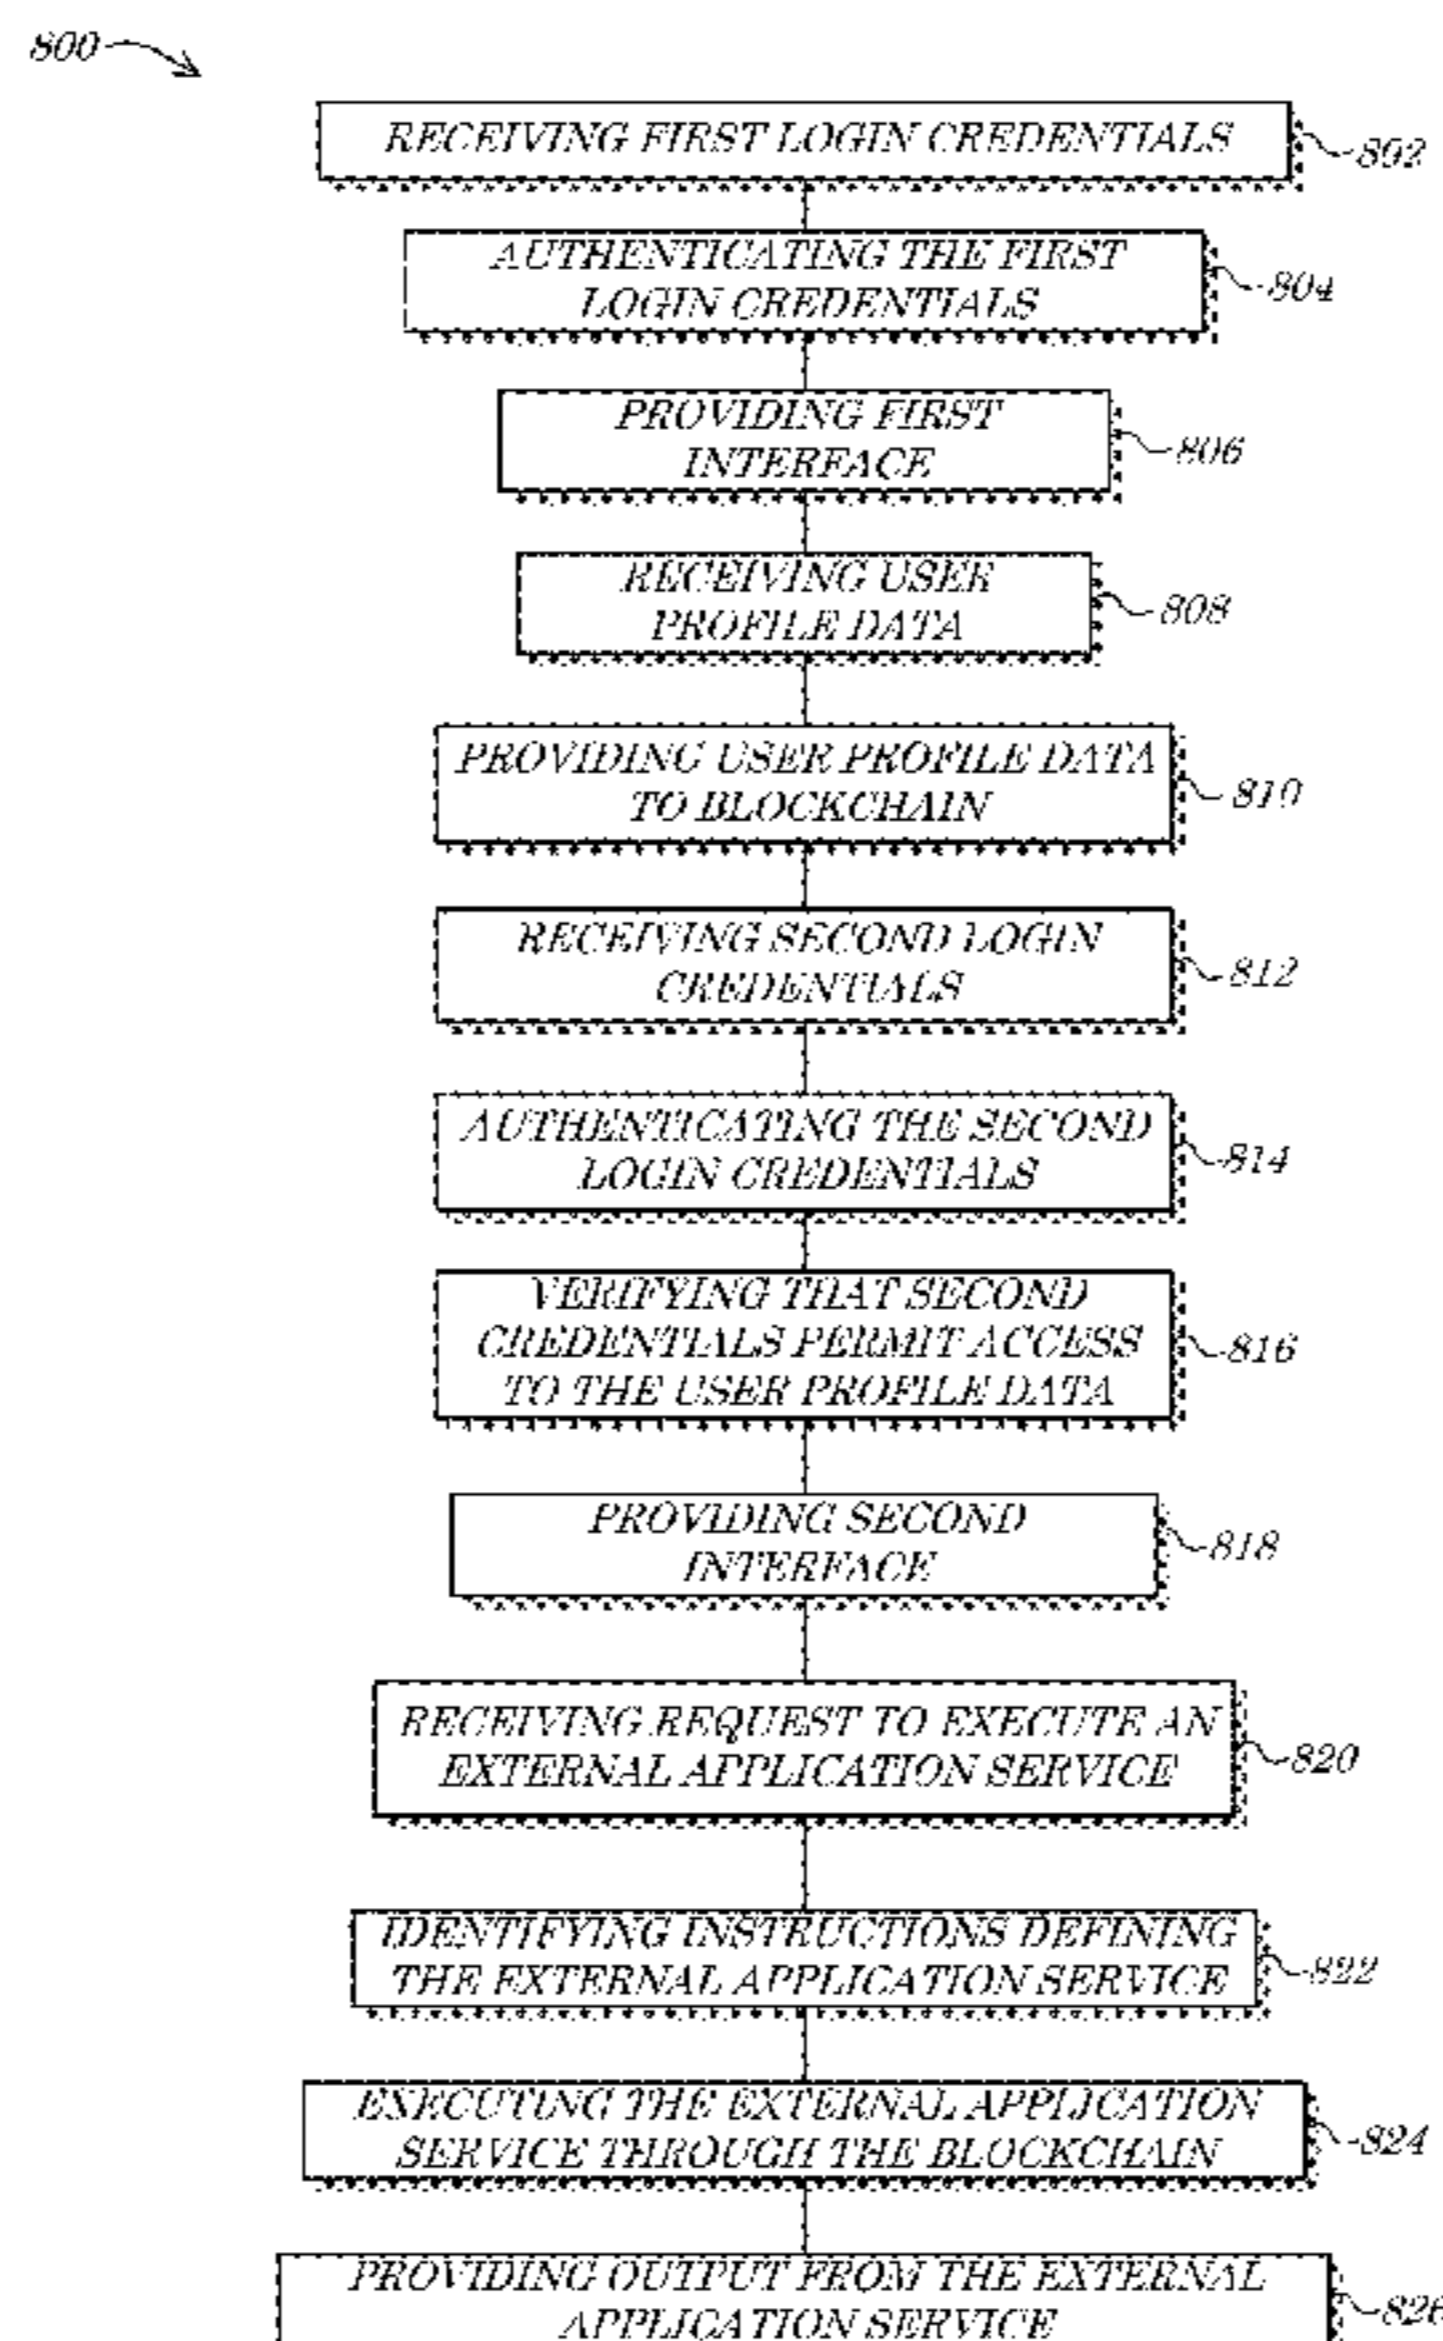 800
RECEIVING FIRST LOGIN CREDENTIALS
802
AUTHENTICATING THE FIRST
LOGIN CREDENTIALS
804
PROVIDING FIRST
INTERFACE
806
RECEIVING USER
PROFILE DATA
808
PROVIDING USER PROFILE DATA
TO BLOCKCHAIN
810
RECEIVING SECOND LOGIN
CREDENTIALS
812
AUTHENTICATING THE SECOND
LOGIN CREDENTIALS
814
VERIFYING THAT SECOND
CREDENTIALS PERMIT ACCESS
TO THE USER PROFILE DATA
816
PROVIDING SECOND
INTERFACE
818
RECEIVING REQUEST TO EXECUTE AN
EXTERNAL APPLICATION SERVICE
820
IDENTIFYING INSTRUCTIONS DEFINING
THE EXTERNAL APPLICATION SERVICE
822
EXECUTING THE EXTERNAL APPLICATION
SERVICE THROUGH THE BLOCKCHAIN
824
PROVIDING OUTPUT FROM THE EXTERNAL
APPLICATION SERVICE
826